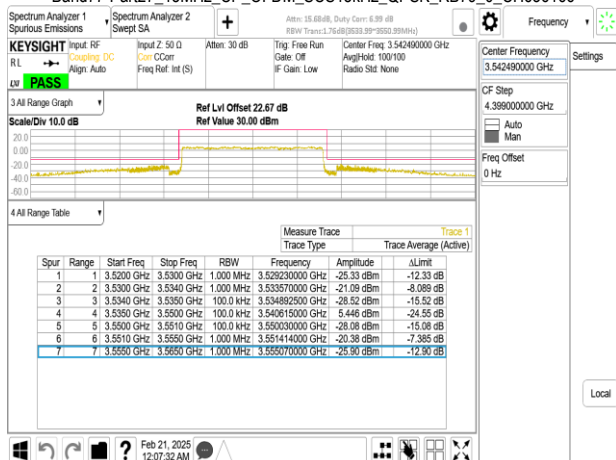 Spectrum Analyzer 1
Spurious Emissions
Spectrum Analyzer 2
Swept SA
+
Attn: 15.68dB, Duty Corr: 6.99 dB
RBW Trans:1.76dB(3533.99~3550.99MHz)
Frequency
KEYSIGHT
RL
Input: RF
Coupling: DC
Align: Auto
Input Z: 50 Ω
Corr CCorr
Freq Ref: Int (S)
Atten: 30 dB
Trig: Free Run
Gate: Off
IF Gain: Low
Center Freq: 3.542490000 GHz
Avg|Hold: 100/100
Radio Std: None
LXI PASS
Center Frequency
3.542490000 GHz
Settings
CF Step
4.399000000 GHz
Auto
Man
Freq Offset
0 Hz
3 All Range Graph
Scale/Div 10.0 dB
Ref Lvl Offset 22.67 dB
Ref Value 30.00 dBm
20.0
0.00
-20.0
-40.0
-60.0
4 All Range Table
Measure Trace Trace 1
Trace Type Trace Average (Active)
Spur Range Start Freq Stop Freq RBW Frequency Amplitude ΔLimit
1 1 3.5200 GHz 3.5300 GHz 1.000 MHz 3.529230000 GHz -25.33 dBm -12.33 dB
2 2 3.5300 GHz 3.5340 GHz 1.000 MHz 3.533570000 GHz -21.09 dBm -8.089 dB
3 3 3.5340 GHz 3.5350 GHz 100.0 kHz 3.534892500 GHz -28.52 dBm -15.52 dB
4 4 3.5350 GHz 3.5500 GHz 100.0 kHz 3.540615000 GHz 5.446 dBm -24.55 dB
5 5 3.5500 GHz 3.5510 GHz 100.0 kHz 3.550030000 GHz -28.08 dBm -15.08 dB
6 6 3.5510 GHz 3.5550 GHz 1.000 MHz 3.551414000 GHz -20.38 dBm -7.385 dB
7 7 3.5550 GHz 3.5650 GHz 1.000 MHz 3.555070000 GHz -25.90 dBm -12.90 dB
Local
?
Feb 21, 2025
12:07:32 AM